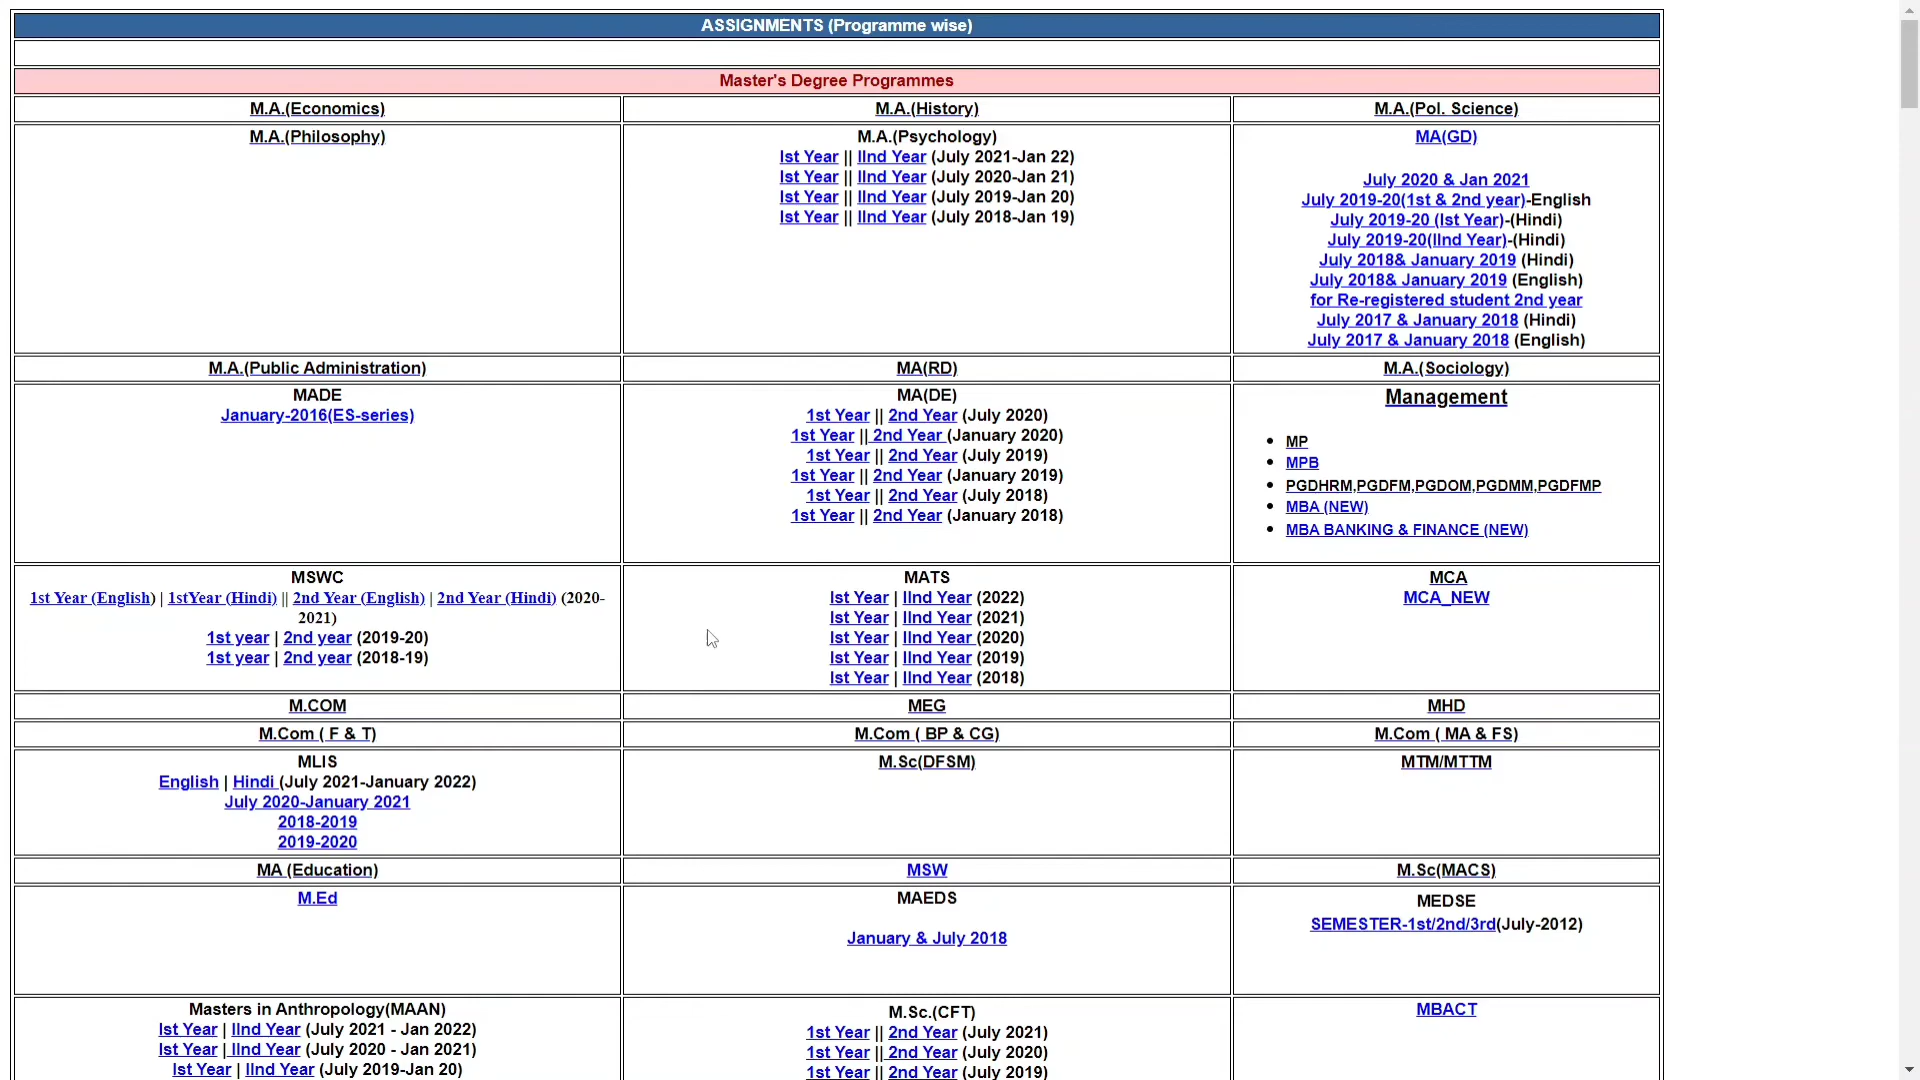 ASSIGNMENTS (Programme wise)
Master's Degree Programmes
M.A.(Economics)
M.A.(History)
M.A.(Pol. Science)
M.A.(Philosophy)
M.A.(Psychology)
Ist Year || IInd Year (July 2021-Jan 22)
Ist Year || IInd Year (July 2020-Jan 21)
Ist Year || IInd Year (July 2019-Jan 20)
Ist Year || IInd Year (July 2018-Jan 19)
MA(GD)
July 2020 & Jan 2021
July 2019-20(1st & 2nd year)-English
July 2019-20 (Ist Year)-(Hindi)
July 2019-20(IInd Year)-(Hindi)
July 2018& January 2019 (Hindi)
July 2018& January 2019 (English)
for Re-registered student 2nd year
July 2017 & January 2018 (Hindi)
July 2017 & January 2018 (English)
M.A.(Public Administration)
MA(RD)
M.A.(Sociology)
MADE
January-2016(ES-series)
MA(DE)
1st Year || 2nd Year (July 2020)
1st Year || 2nd Year (January 2020)
1st Year || 2nd Year (July 2019)
1st Year || 2nd Year (January 2019)
1st Year || 2nd Year (July 2018)
1st Year || 2nd Year (January 2018)
Management
• MP
• MPB
• PGDHRM,PGDFM,PGDOM,PGDMM,PGDFMP
• MBA (NEW)
• MBA BANKING & FINANCE (NEW)
MSWC
1st Year (English) | 1stYear (Hindi) || 2nd Year (English) | 2nd Year (Hindi) (2020-
2021)
1st year | 2nd year (2019-20)
1st year | 2nd year (2018-19)
MATS
Ist Year | IInd Year (2022)
Ist Year | IInd Year (2021)
Ist Year | IInd Year (2020)
Ist Year | IInd Year (2019)
Ist Year | IInd Year (2018)
MCA
MCA_NEW
M.COM
MEG
MHD
M.Com ( F & T)
M.Com ( BP & CG)
M.Com ( MA & FS)
MLIS
English | Hindi (July 2021-January 2022)
July 2020-January 2021
2018-2019
2019-2020
M.Sc(DFSM)
MTM/MTTM
MA (Education)
MSW
M.Sc(MACS)
M.Ed
MAEDS
January & July 2018
MEDSE
SEMESTER-1st/2nd/3rd(July-2012)
Masters in Anthropology(MAAN)
Ist Year | IInd Year (July 2021 - Jan 2022)
Ist Year | IInd Year (July 2020 - Jan 2021)
Ist Year | IInd Year (July 2019-Jan 20)
M.Sc.(CFT)
1st Year || 2nd Year (July 2021)
1st Year || 2nd Year (July 2020)
1st Year || 2nd Year (July 2019)
MBACT